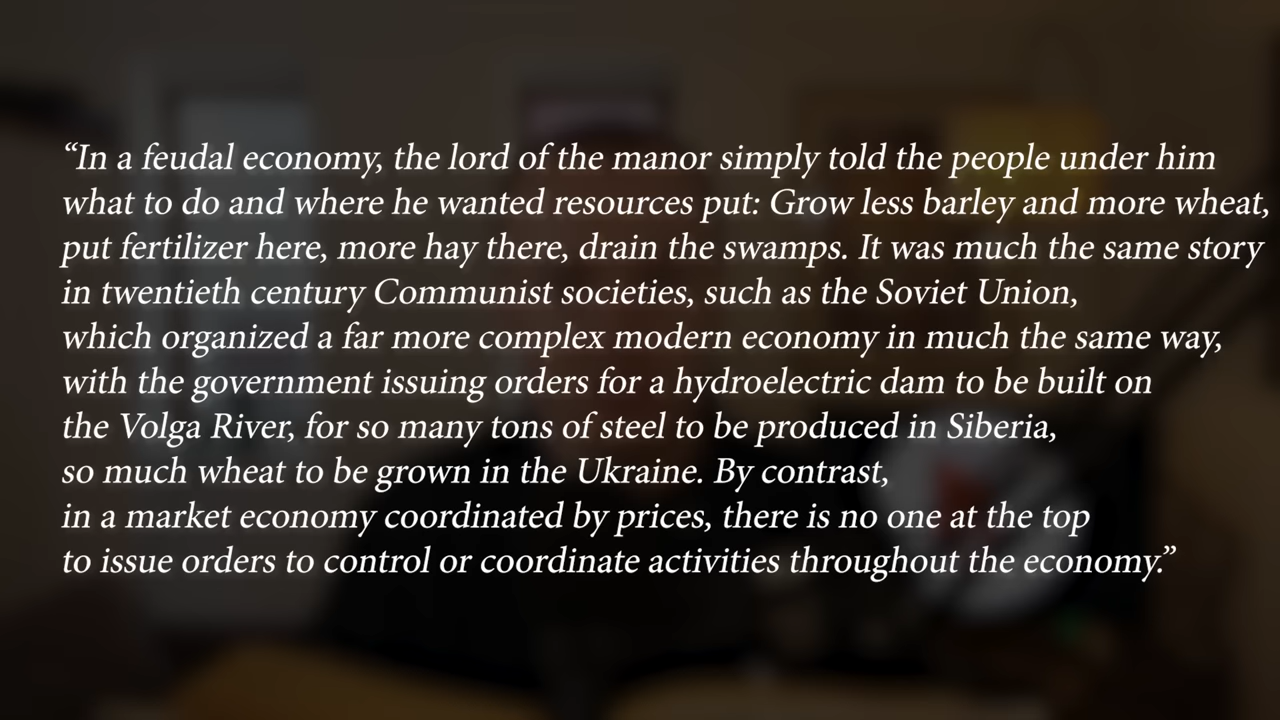 “In a feudal economy, the lord of the manor simply told the people under him
what to do and where he wanted resources put: Grow less barley and more wheat,
put fertilizer here, more hay there, drain the swamps. It was much the same story
in twentieth century Communist societies, such as the Soviet Union,
which organized a far more complex modern economy in much the same way,
with the government issuing orders for a hydroelectric dam to be built on
the Volga River, for so many tons of steel to be produced in Siberia,
so much wheat to be grown in the Ukraine. By contrast,
in a market economy coordinated by prices, there is no one at the top
to issue orders to control or coordinate activities throughout the economy.”